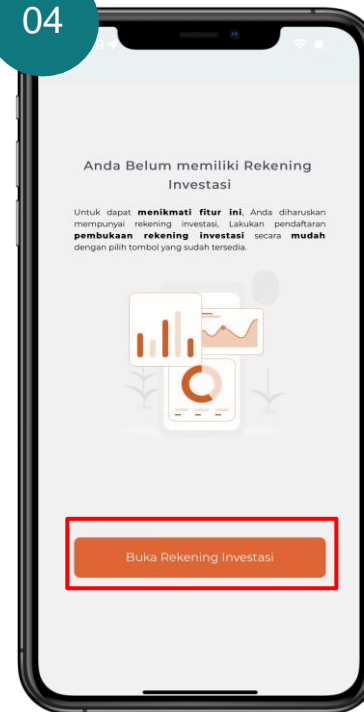 04
Anda Belum memiliki Rekening
Investasi
Untuk dapat menikmati fitur ini, Anda diharuskan
mempunyai rekening investasi, Lakukan pendaftaran
pembukaan rekening investasi secara mudah
dengan pilih tombol yang sudah tersedia.
Buka Rekening Investasi